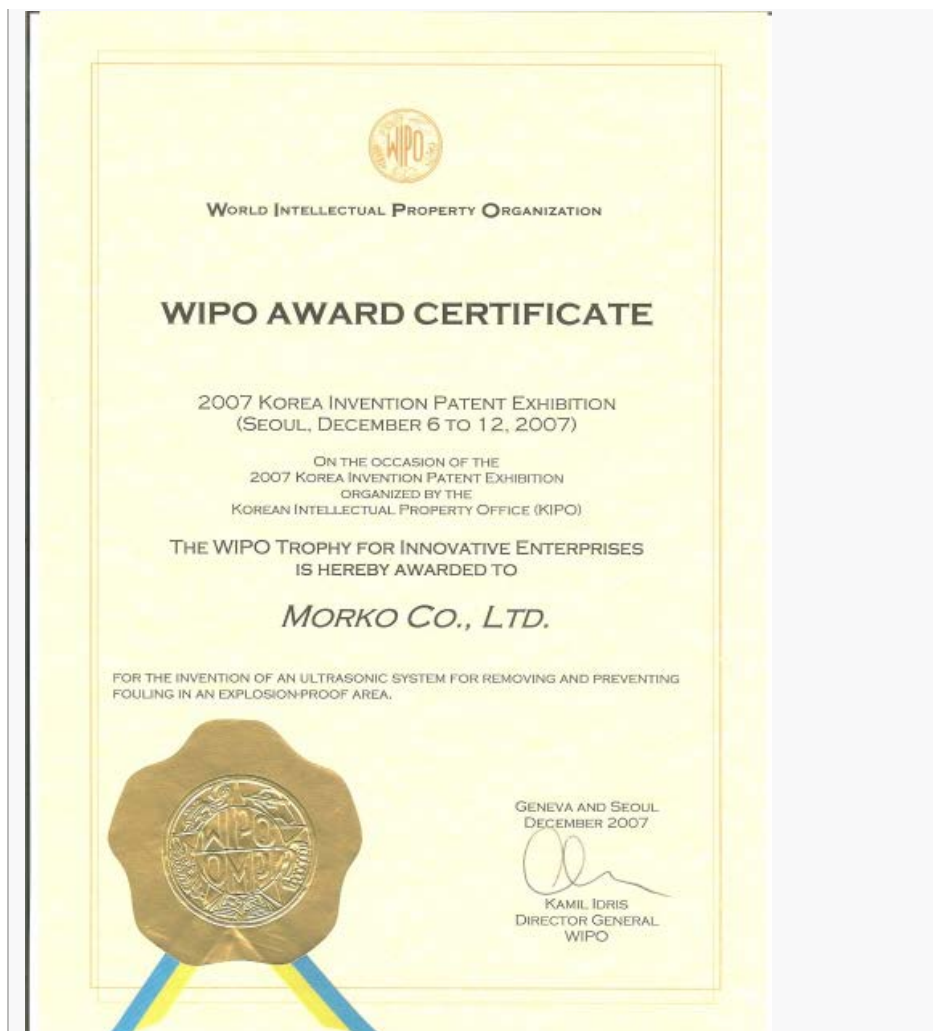 WIPO
WORLD INTELLECTUAL PROPERTY ORGANIZATION
WIPO AWARD CERTIFICATE
2007 KOREA INVENTION PATENT EXHIBITION
(SEOUL, DECEMBER 6 TO 12, 2007)
ON THE OCCASION OF THE
2007 KOREA INVENTION PATENT EXHIBITION
ORGANIZED BY THE
KOREAN INTELLECTUAL PROPERTY OFFICE (KIPO)
THE WIPO TROPHY FOR INNOVATIVE ENTERPRISES
IS HEREBY AWARDED TO
MORKO CO., LTD.
FOR THE INVENTION OF AN ULTRASONIC SYSTEM FOR REMOVING AND PREVENTING
FOULING IN AN EXPLOSION-PROOF AREA.
WIPO
OMPI
GENEVA AND SEOUL
DECEMBER 2007
KAMIL IDRIS
DIRECTOR GENERAL
WIPO